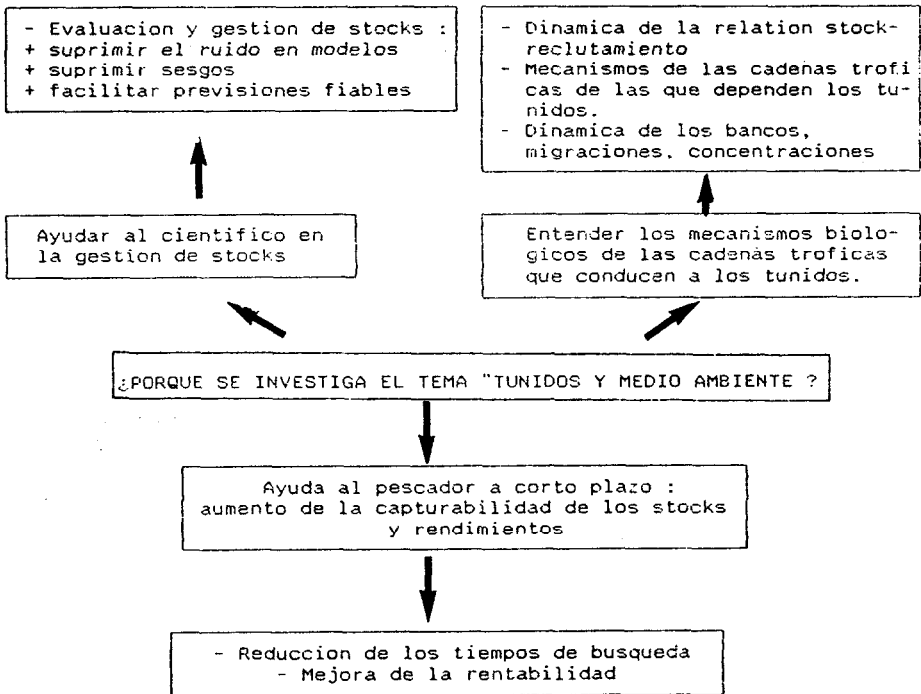 - Evaluacion y gestion de stocks :
+ suprimir el ruido en modelos
+ suprimir sesgos
+ facilitar previsiones fiables
- Dinamica de la relation stock-
reclutamiento
- Mecanismos de las cadenas trofi
cas de las que dependen los tu-
nidos.
- Dinamica de los bancos,
migraciones, concentraciones
Ayudar al cientifico en
la gestion de stocks
Entender los mecanismos biolo-
gicos de las cadenas troficas
que conducen a los tunidos.
¿PORQUE SE INVESTIGA EL TEMA "TUNIDOS Y MEDIO AMBIENTE ?
Ayuda al pescador a corto plazo :
aumento de la capturabilidad de los stocks
y rendimientos
- Reduccion de los tiempos de busqueda
- Mejora de la rentabilidad